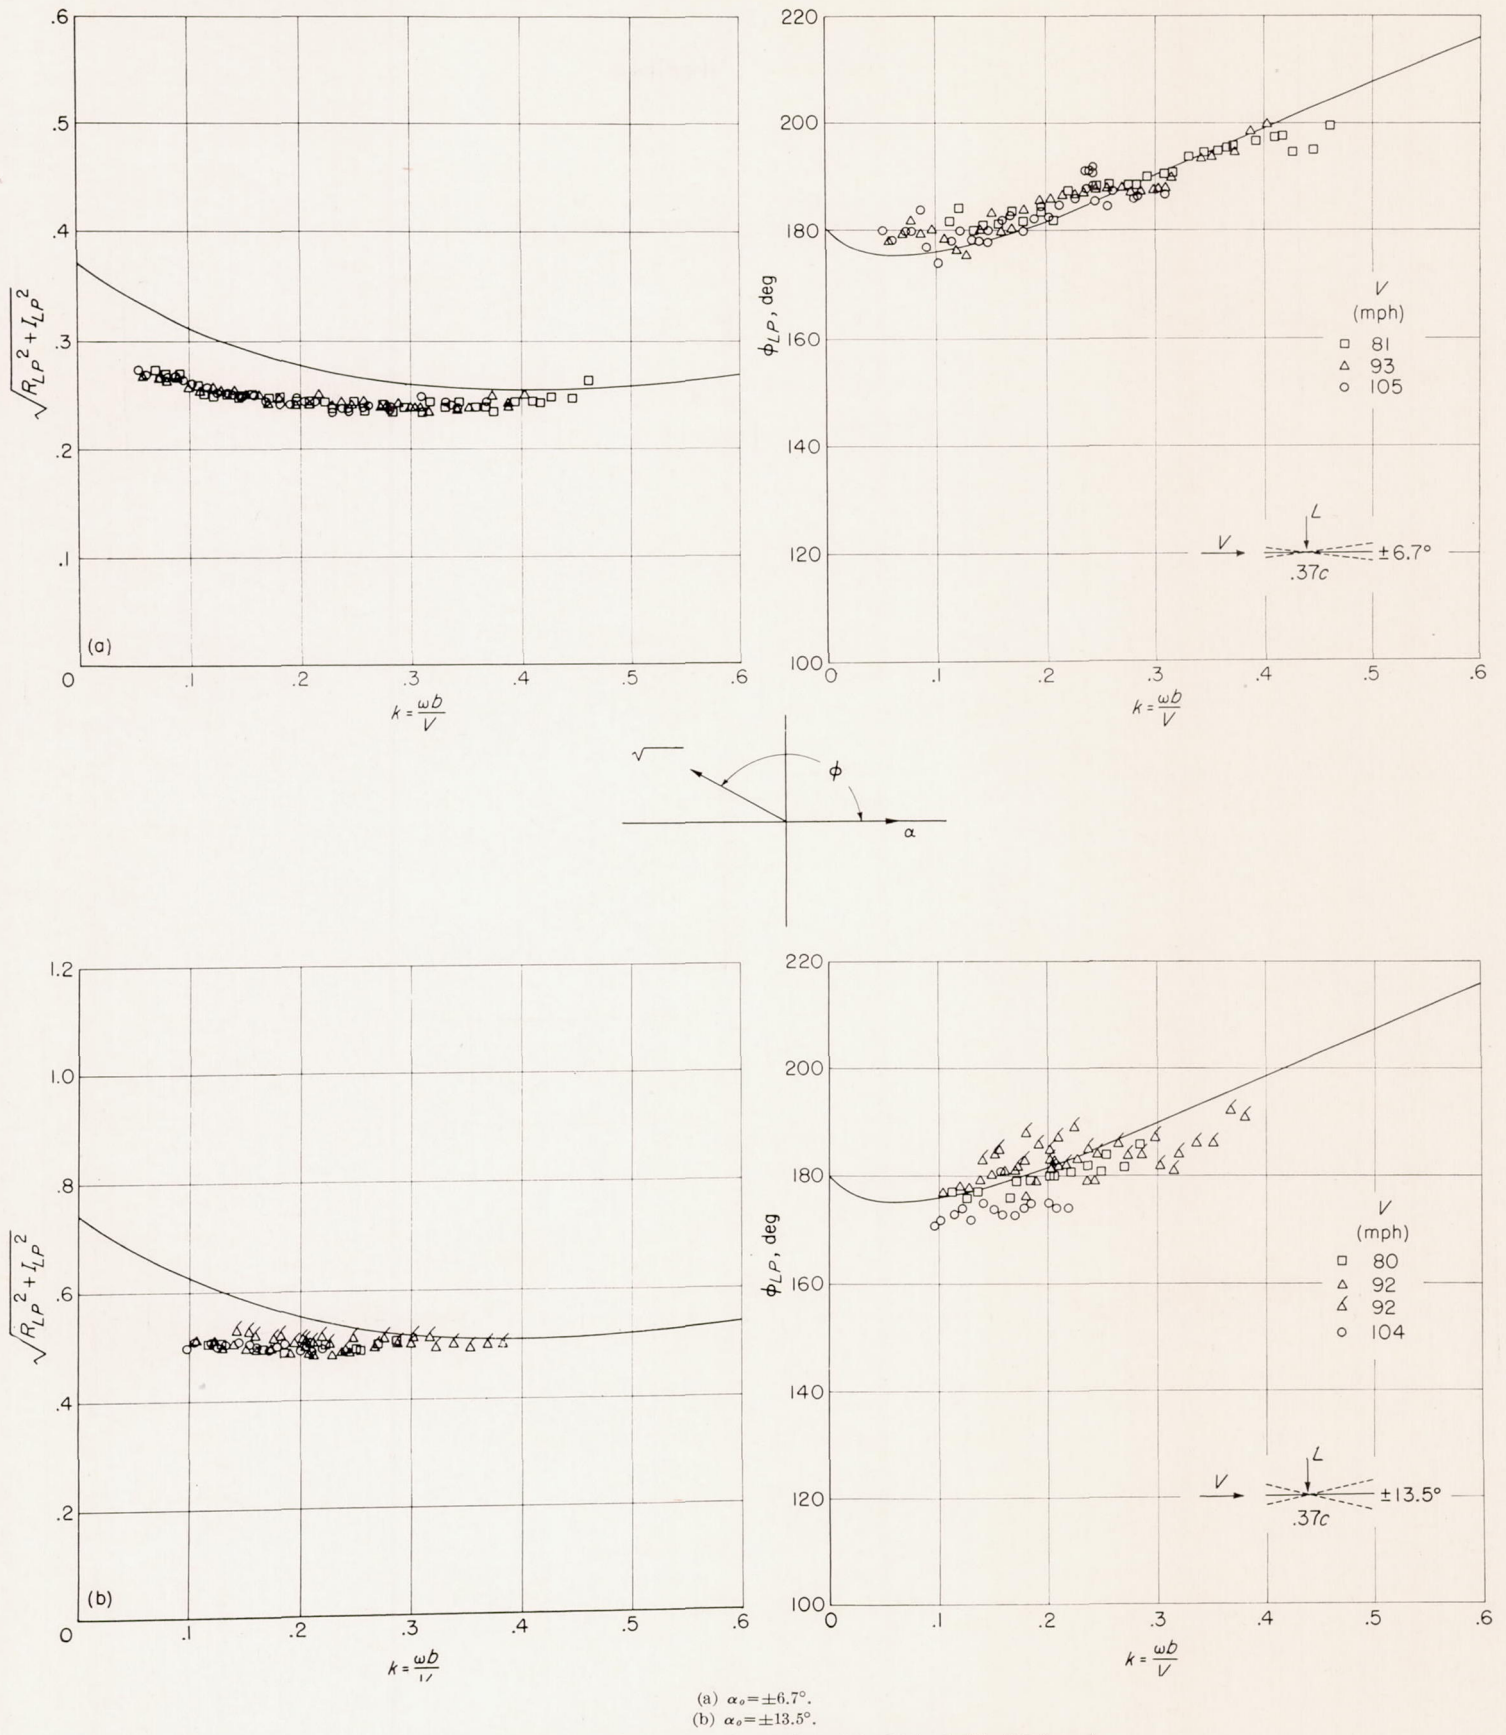 .6
.5
.4
.3
.2
.1
0
.1
.2
.3
.4
.5
.6
√R_LP² + I_LP²
k = ωb/V
(a)
220
200
180
160
140
120
100
0
.1
.2
.3
.4
.5
.6
ϕ_LP, deg
k = ωb/V
V
(mph)
□ 81
△ 93
○ 105
L
V
±6.7°
.37c
√
ϕ
α
1.2
1.0
.8
.6
.4
.2
0
.1
.2
.3
.4
.5
.6
√R_LP² + I_LP²
k = ωb/V
(b)
220
200
180
160
140
120
100
0
.1
.2
.3
.4
.5
.6
ϕ_LP, deg
k = ωb/V
V
(mph)
80
92
92
104
L
V
±13.5°
.37c
(a) α₀=±6.7°.
(b) α₀=±13.5°.